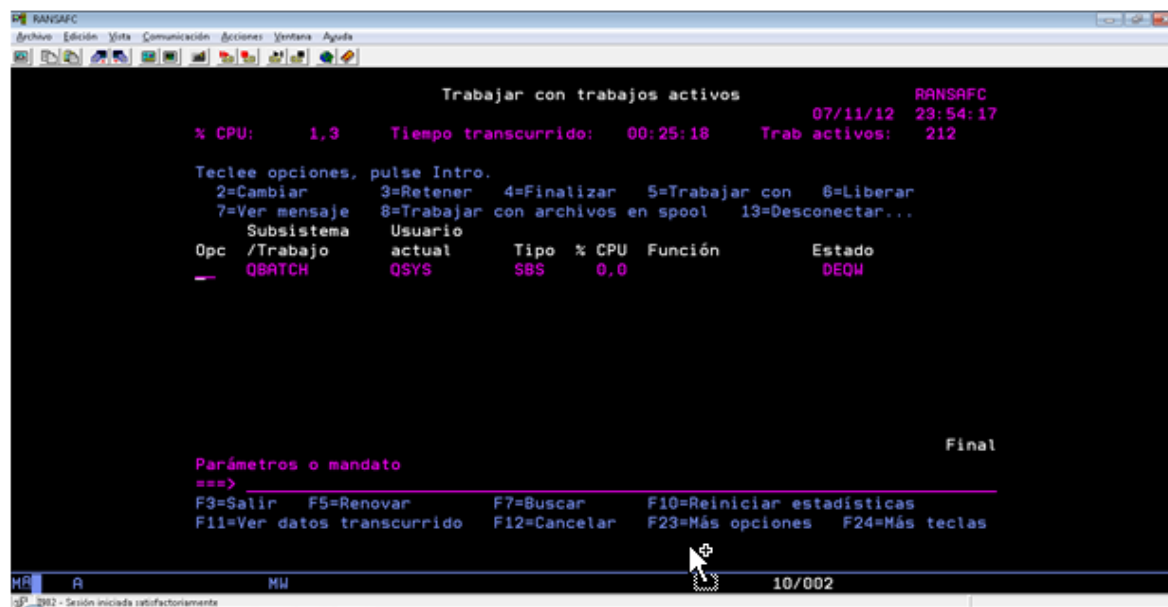 RANSAFC
Archivo Edición Vista Comunicación Acciones Ventana Ayuda
Trabajar con trabajos activos RANSAFC
07/11/12 23:54:17
% CPU: 1,3 Tiempo transcurrido: 00:25:18 Trab activos: 212
Teclee opciones, pulse Intro.
2=Cambiar 3=Retener 4=Finalizar 5=Trabajar con 6=Liberar
7=Ver mensaje 8=Trabajar con archivos en spool 13=Desconectar...
Subsistema Usuario
Opc /Trabajo actual Tipo % CPU Función Estado
QBATCH QSYS SBS 0,0 DEQW
Final
Parámetros o mandato
===>
F3=Salir F5=Renovar F7=Buscar F10=Reiniciar estadísticas
F11=Ver datos transcurrido F12=Cancelar F23=Más opciones F24=Más teclas
MA A MW 10/002
1902 - Sesión iniciada satisfactoriamente